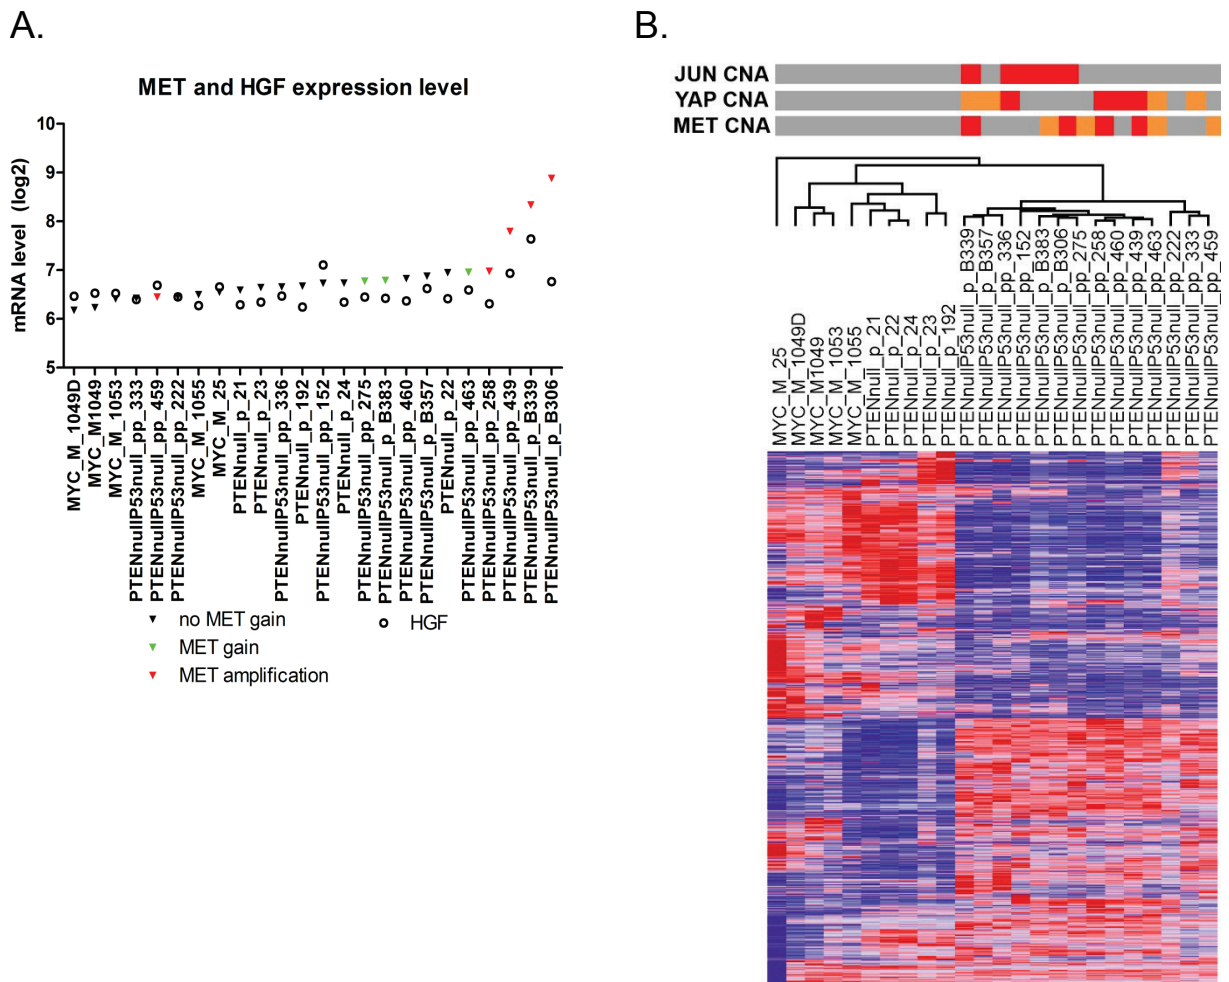 A.
MET and HGF expression level
mRNA level (log2)
10
9
8
7
6
5
MYC_M_1049D
MYC_M1049
MYC_M_1053
PTENnullP53null_pp_333
PTENnullP53null_pp_459
PTENnullP53null_pp_222
MYC_M_1055
MYC_M_25
PTENnull_p_21
PTENnull_p_23
PTENnullP53null_pp_336
PTENnull_p_192
PTENnullP53null_pp_152
PTENnull_p_24
PTENnullP53null_pp_275
PTENnullP53null_p_B383
PTENnullP53null_pp_460
PTENnullP53null_p_B357
PTENnull_p_22
PTENnullP53null_pp_463
PTENnullP53null_pp_258
PTENnullP53null_pp_439
PTENnullP53null_p_B339
PTENnullP53null_p_B306
no MET gain
HGF
MET gain
MET amplification
B.
JUN CNA
YAP CNA
MET CNA
MYC_M_25
MYC_M_1049D
MYC_M1049
MYC_M_1053
MYC_M_1055
PTENnull_p_21
PTENnull_p_22
PTENnull_p_24
PTENnull_p_23
PTENnull_p_192
PTENnullP53null_p_B339
PTENnullP53null_p_B357
PTENnullP53null_pp_336
PTENnullP53null_pp_152
PTENnullP53null_p_B383
PTENnullP53null_p_B306
PTENnullP53null_pp_275
PTENnullP53null_pp_258
PTENnullP53null_pp_460
PTENnullP53null_pp_439
PTENnullP53null_pp_463
PTENnullP53null_pp_222
PTENnullP53null_pp_333
PTENnullP53null_pp_459